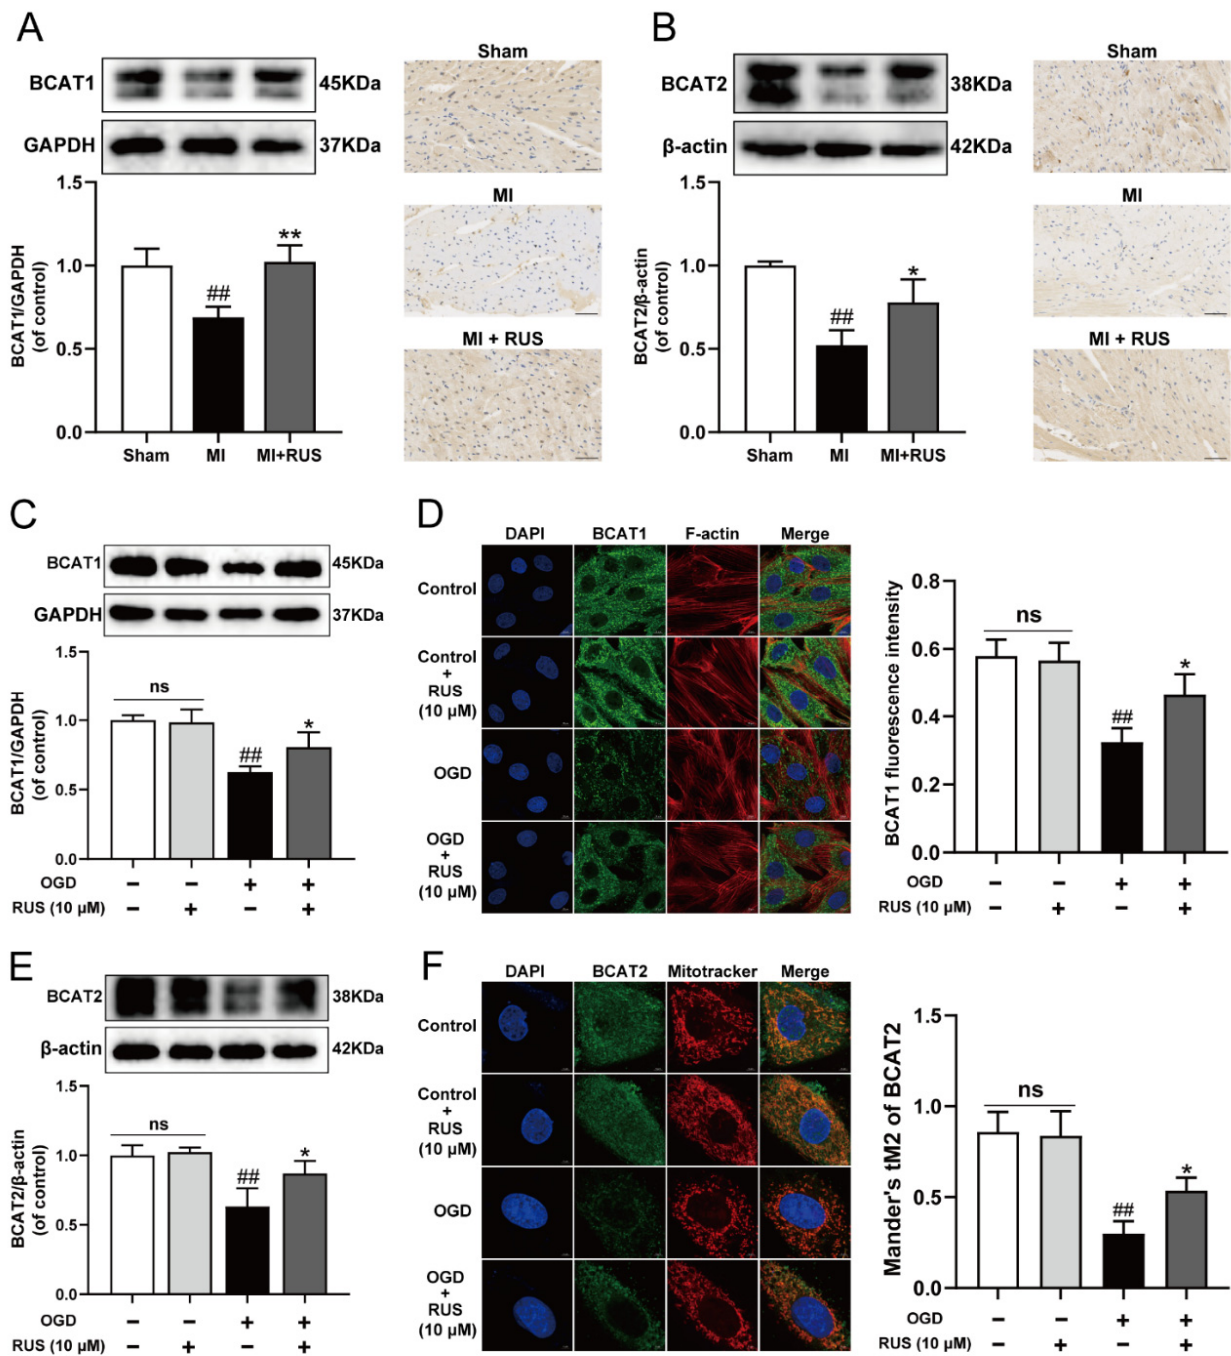 A
BCAT1
45KDa
GAPDH
37KDa
1.5
1.0
0.5
0.0
BCAT1/GAPDH
(of control)
##
**
Sham
MI
MI+RUS
Sham
MI
MI + RUS
B
BCAT2
38KDa
β-actin
42KDa
1.5
1.0
0.5
0.0
BCAT2/β-actin
(of control)
##
*
Sham
MI
MI+RUS
Sham
MI
MI + RUS
C
BCAT1
45KDa
GAPDH
37KDa
1.5
1.0
0.5
0.0
BCAT1/GAPDH
(of control)
ns
##
*
OGD − − + +
RUS (10 μM) − + − +
D
DAPI BCAT1 F-actin Merge
Control
Control
+
RUS
(10 μM)
OGD
OGD
+
RUS
(10 μM)
0.8
0.6
0.4
0.2
0.0
BCAT1 fluorescence intensity
ns
##
*
OGD − − + +
RUS (10 μM) − + − +
E
BCAT2
38KDa
β-actin
42KDa
1.5
1.0
0.5
0.0
BCAT2/β-actin
(of control)
ns
##
*
OGD − − + +
RUS (10 μM) − + − +
F
DAPI BCAT2 Mitotracker Merge
Control
Control
+
RUS
(10 μM)
OGD
OGD
+
RUS
(10 μM)
1.5
1.0
0.5
0.0
Mander's tM2 of BCAT2
ns
##
*
OGD − − + +
RUS (10 μM) − + − +